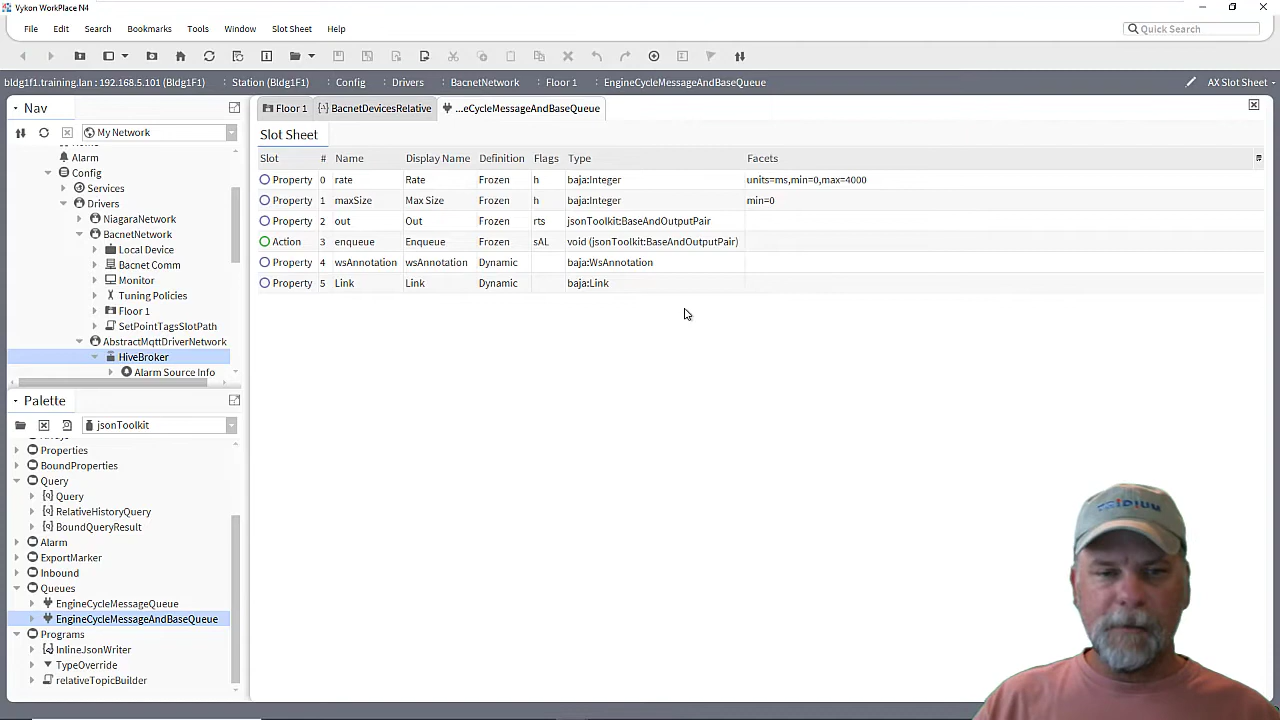 Vykon WorkPlace N4
File Edit Search Bookmarks Tools Window Slot Sheet Help
Quick Search
bldg1f1.training.lan : 192.168.5.101 (Bldg1F1) Station (Bldg1F1) Config Drivers BacnetNetwork Floor 1 EngineCycleMessageAndBaseQueue AX Slot Sheet
Nav
My Network
Alarm
Config
Services
Drivers
NiagaraNetwork
BacnetNetwork
Local Device
Bacnet Comm
Monitor
Tuning Policies
Floor 1
SetPointTagsSlotPath
AbstractMqttDriverNetwork
HiveBroker
Alarm Source Info
Palette
jsonToolkit
Properties
BoundProperties
Query
Query
RelativeHistoryQuery
BoundQueryResult
Alarm
ExportMarker
Inbound
Queues
EngineCycleMessageQueue
EngineCycleMessageAndBaseQueue
Programs
InlineJsonWriter
TypeOverride
relativeTopicBuilder
Floor 1 BacnetDevicesRelative ...eCycleMessageAndBaseQueue
Slot Sheet
Slot # Name Display Name Definition Flags Type Facets
Property 0 rate Rate Frozen h baja:Integer units=ms,min=0,max=4000
Property 1 maxSize Max Size Frozen h baja:Integer min=0
Property 2 out Out Frozen rts jsonToolkit:BaseAndOutputPair
Action 3 enqueue Enqueue Frozen sAL void (jsonToolkit:BaseAndOutputPair)
Property 4 wsAnnotation wsAnnotation Dynamic baja:WsAnnotation
Property 5 Link Link Dynamic baja:Link